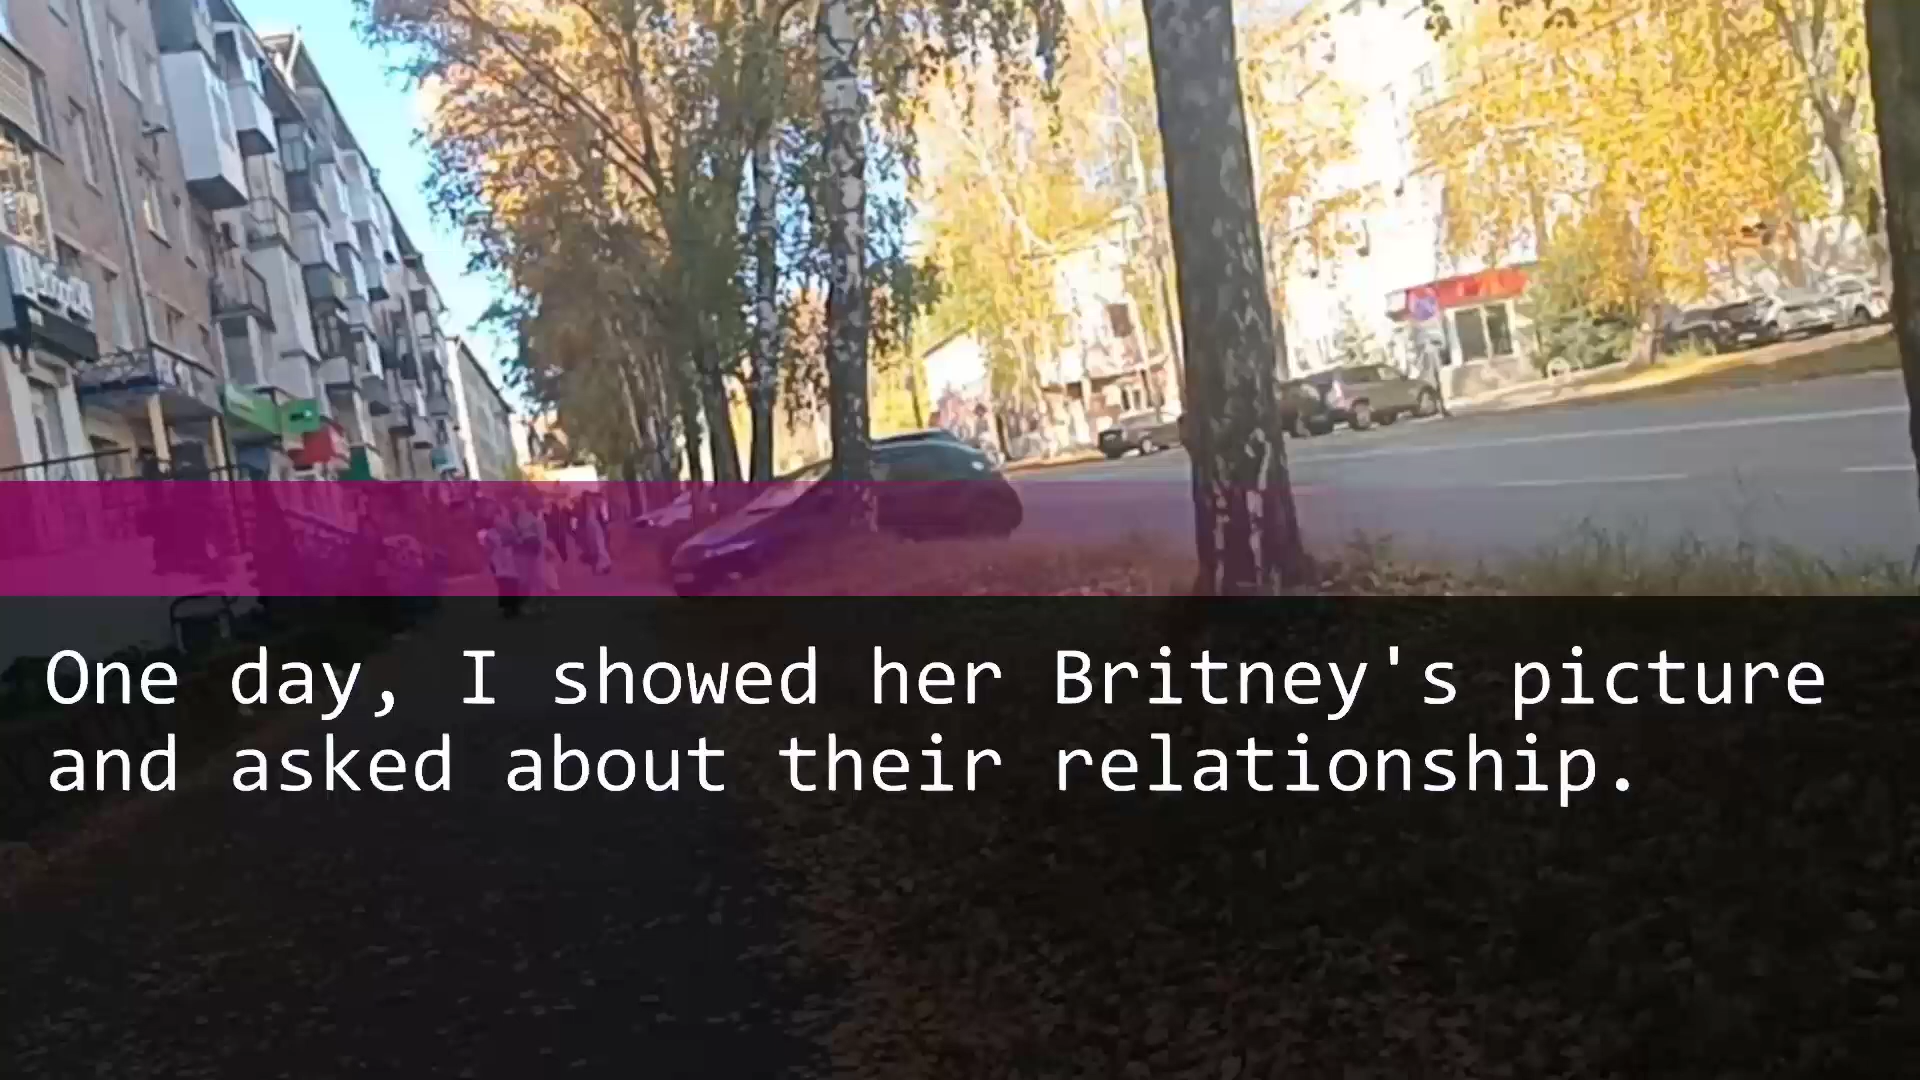 One day, I showed her Britney's picture
and asked about their relationship.